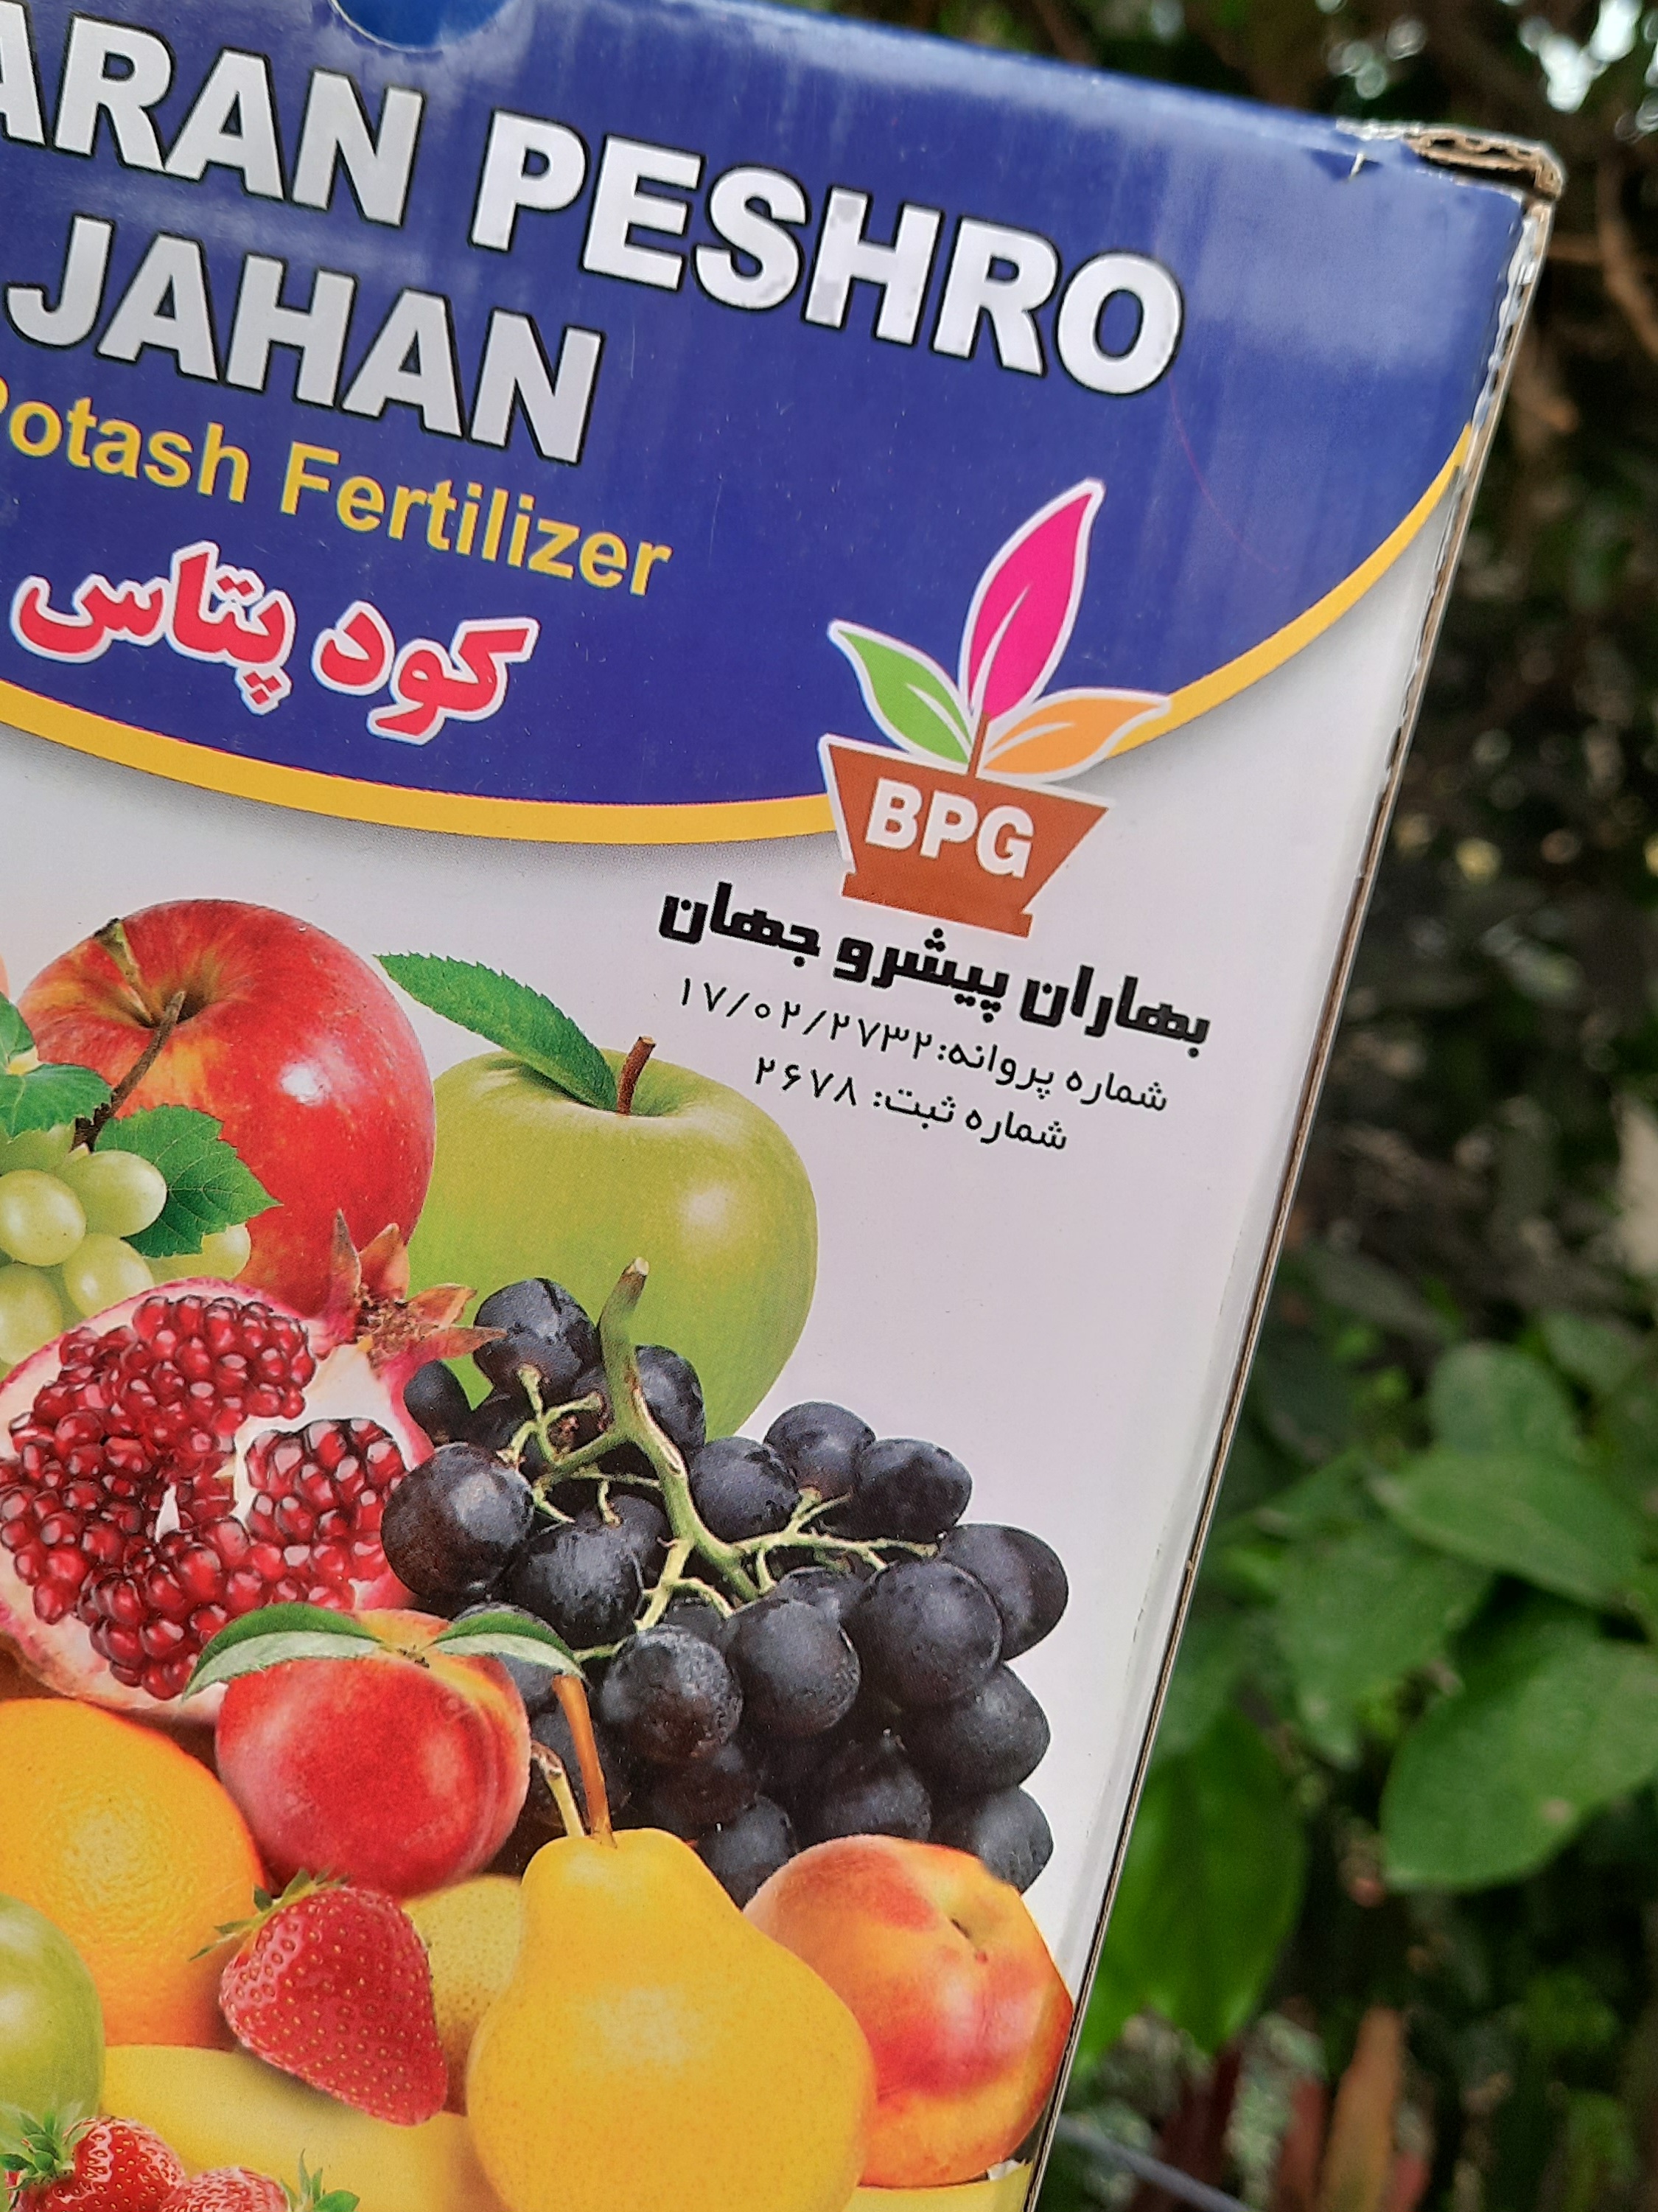 ARAN PESHRO
JAHAN
Potash Fertilizer
کود پتاس
BPG
بهاران پیشرو جهان
شماره پروانه:۱۷/۰۲/۲۷۳۲
شماره ثبت: ۲۶۷۸